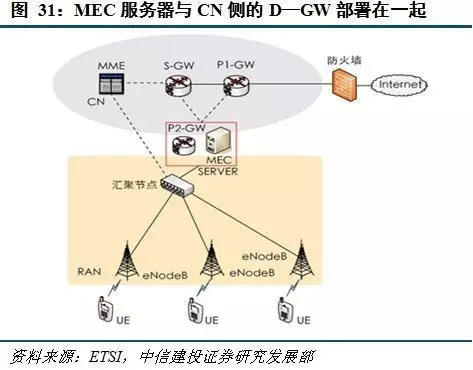 图 31：MEC 服务器与 CN 侧的 D—GW 部署在一起
MME
S-GW
P1-GW
防火墙
CN
Internet
P2-GW
MEC
SERVER
汇聚节点
RAN
eNodeB
eNodeB
eNodeB
UE
UE
UE
资料来源：ETSI，中信建投证券研究发展部